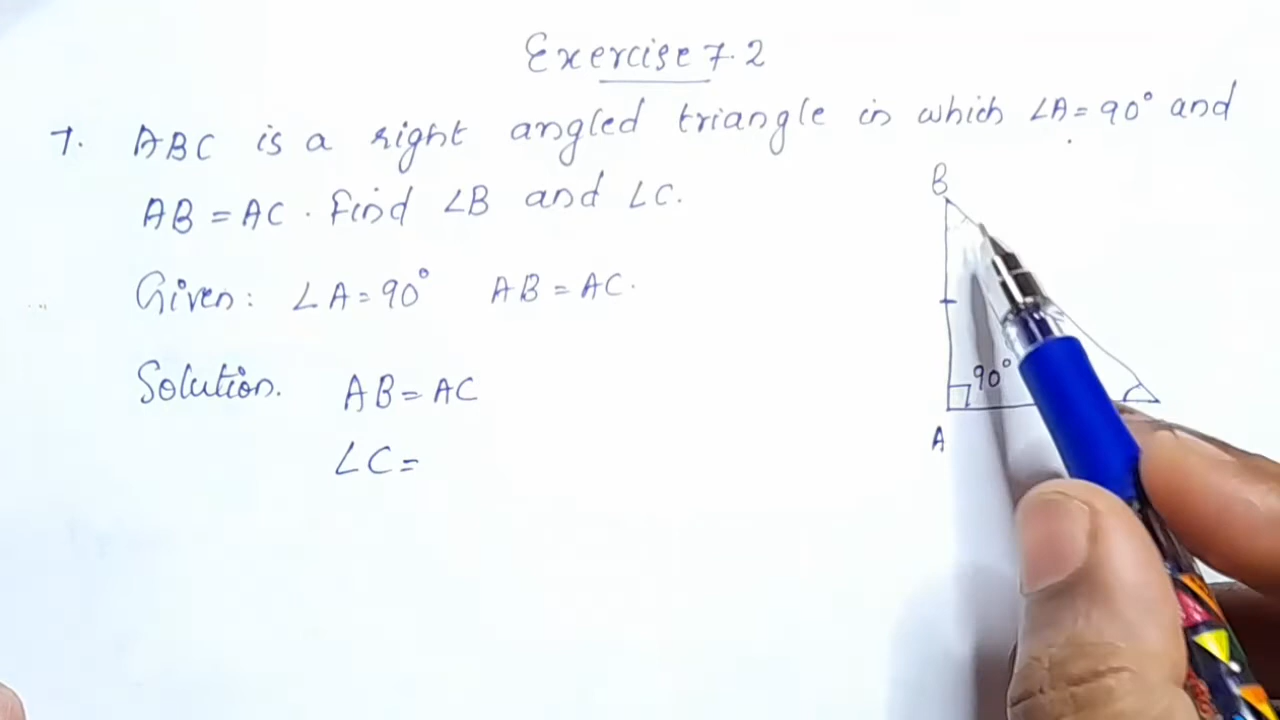 Exercise 7.2
7. ABC is a right angled triangle in which ∠A = 90° and
AB = AC. Find ∠B and ∠C.
Given: ∠A = 90° AB = AC.
Solution. AB = AC
∠C =
B
90°
A